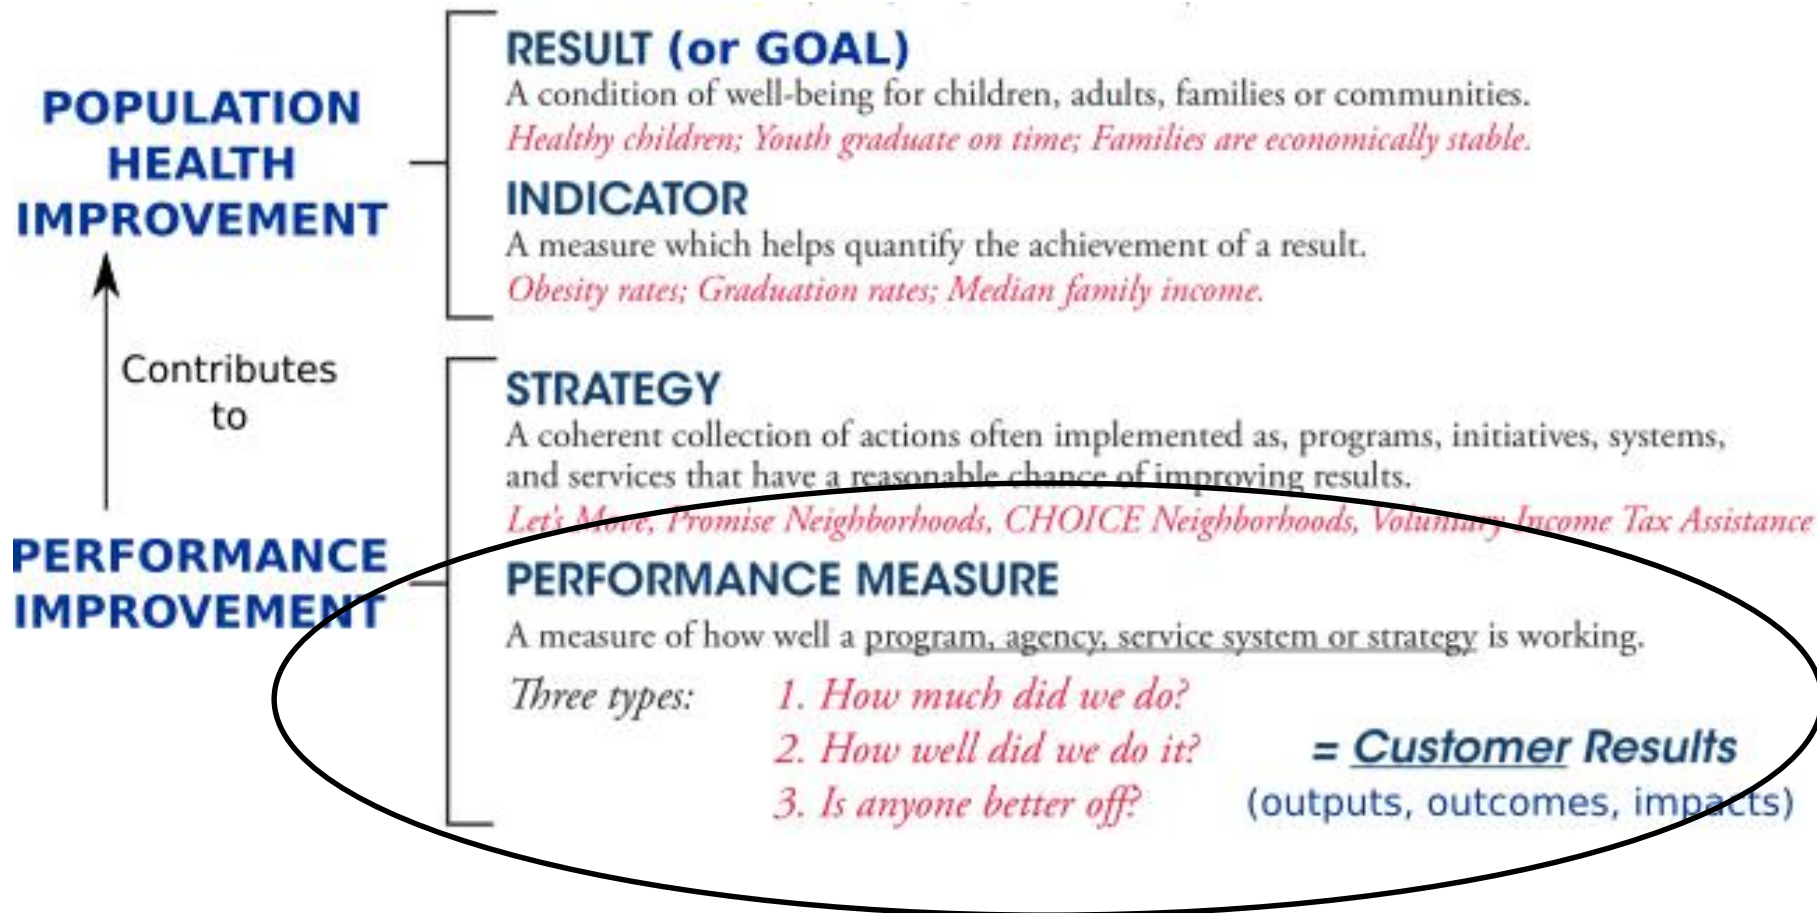 POPULATION
HEALTH
IMPROVEMENT
Contributes
to
PERFORMANCE
IMPROVEMENT
RESULT (or GOAL)
A condition of well-being for children, adults, families or communities.
Healthy children; Youth graduate on time; Families are economically stable.
INDICATOR
A measure which helps quantify the achievement of a result.
Obesity rates; Graduation rates; Median family income.
STRATEGY
A coherent collection of actions often implemented as, programs, initiatives, systems,
and services that have a reasonable chance of improving results.
Let's Move, Promise Neighborhoods, CHOICE Neighborhoods, Voluntary Income Tax Assistance
PERFORMANCE MEASURE
A measure of how well a program, agency, service system or strategy is working.
Three types:
1. How much did we do?
2. How well did we do it?
3. Is anyone better off?
= Customer Results
(outputs, outcomes, impacts)